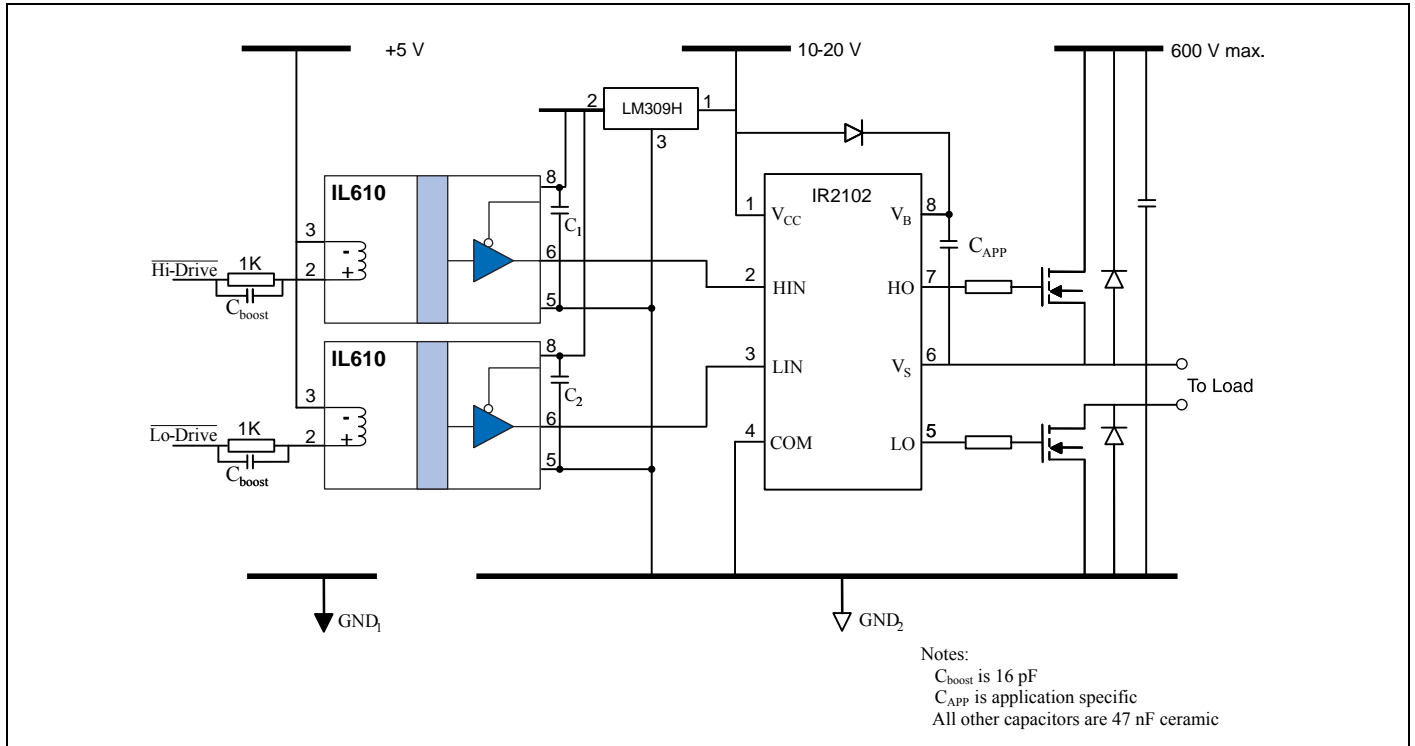 +5 V
10-20 V
600 V max.
2
LM309H
1
3
IL610
8
C1
3
-
2
+
6
5
Hi-Drive
1K
Cboost
IL610
8
C2
3
-
2
+
6
5
Lo-Drive
1K
Cboost
IR2102
1
VCC
VB
8
CAPP
2
HIN
HO
7
3
LIN
VS
6
4
COM
LO
5
To Load
GND1
GND2
Notes:
Cboost is 16 pF
CAPP is application specific
All other capacitors are 47 nF ceramic